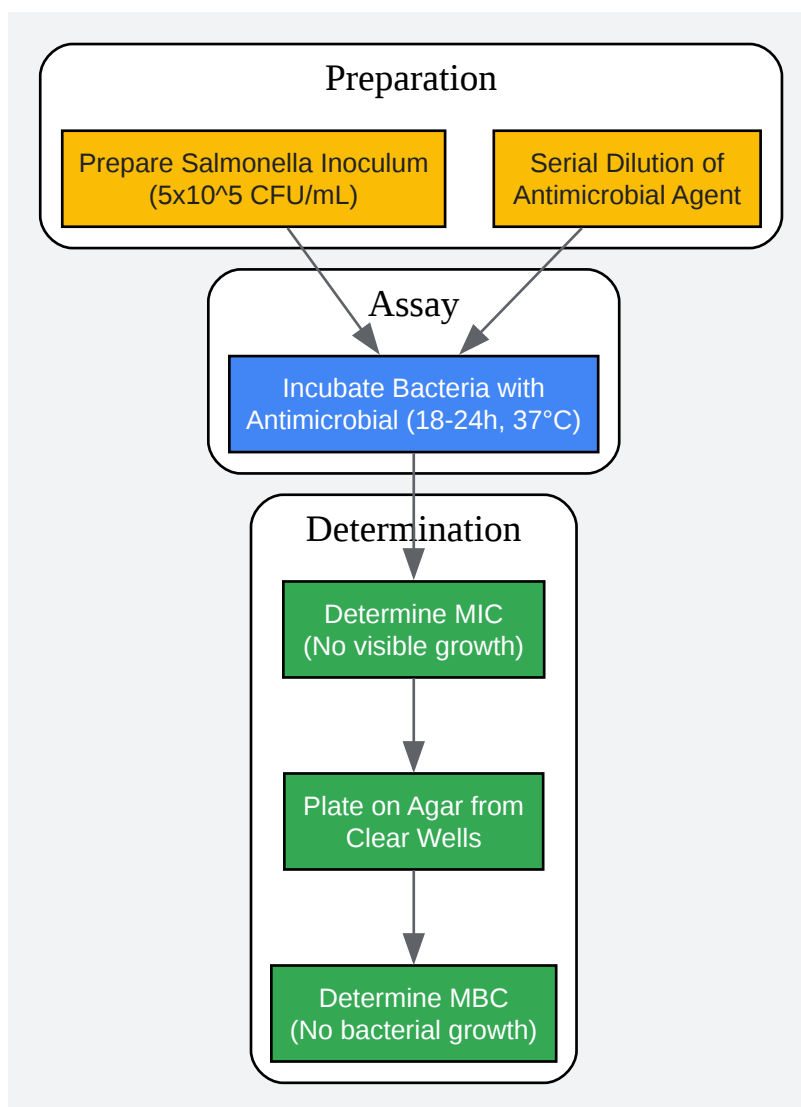 Preparation
Prepare Salmonella Inoculum
(5x10^5 CFU/mL)
Serial Dilution of
Antimicrobial Agent
Assay
Incubate Bacteria with
Antimicrobial (18-24h, 37°C)
Determination
Determine MIC
(No visible growth)
Plate on Agar from
Clear Wells
Determine MBC
(No bacterial growth)